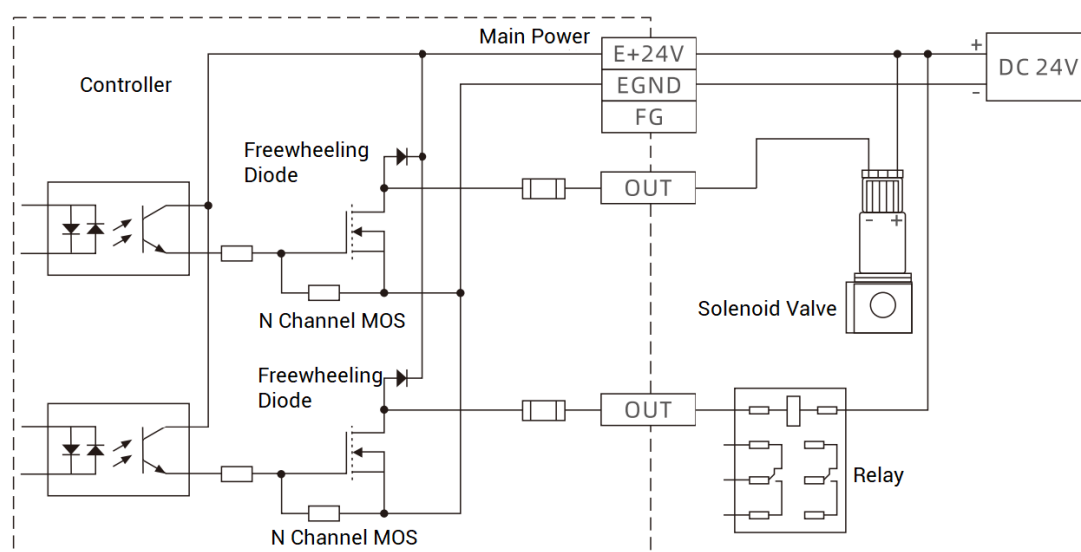 Main Power
E+24V
+
DC 24V
Controller
EGND
-
FG
Freewheeling
Diode
OUT
- +
Solenoid Valve
N Channel MOS
Freewheeling
Diode
OUT
Relay
N Channel MOS